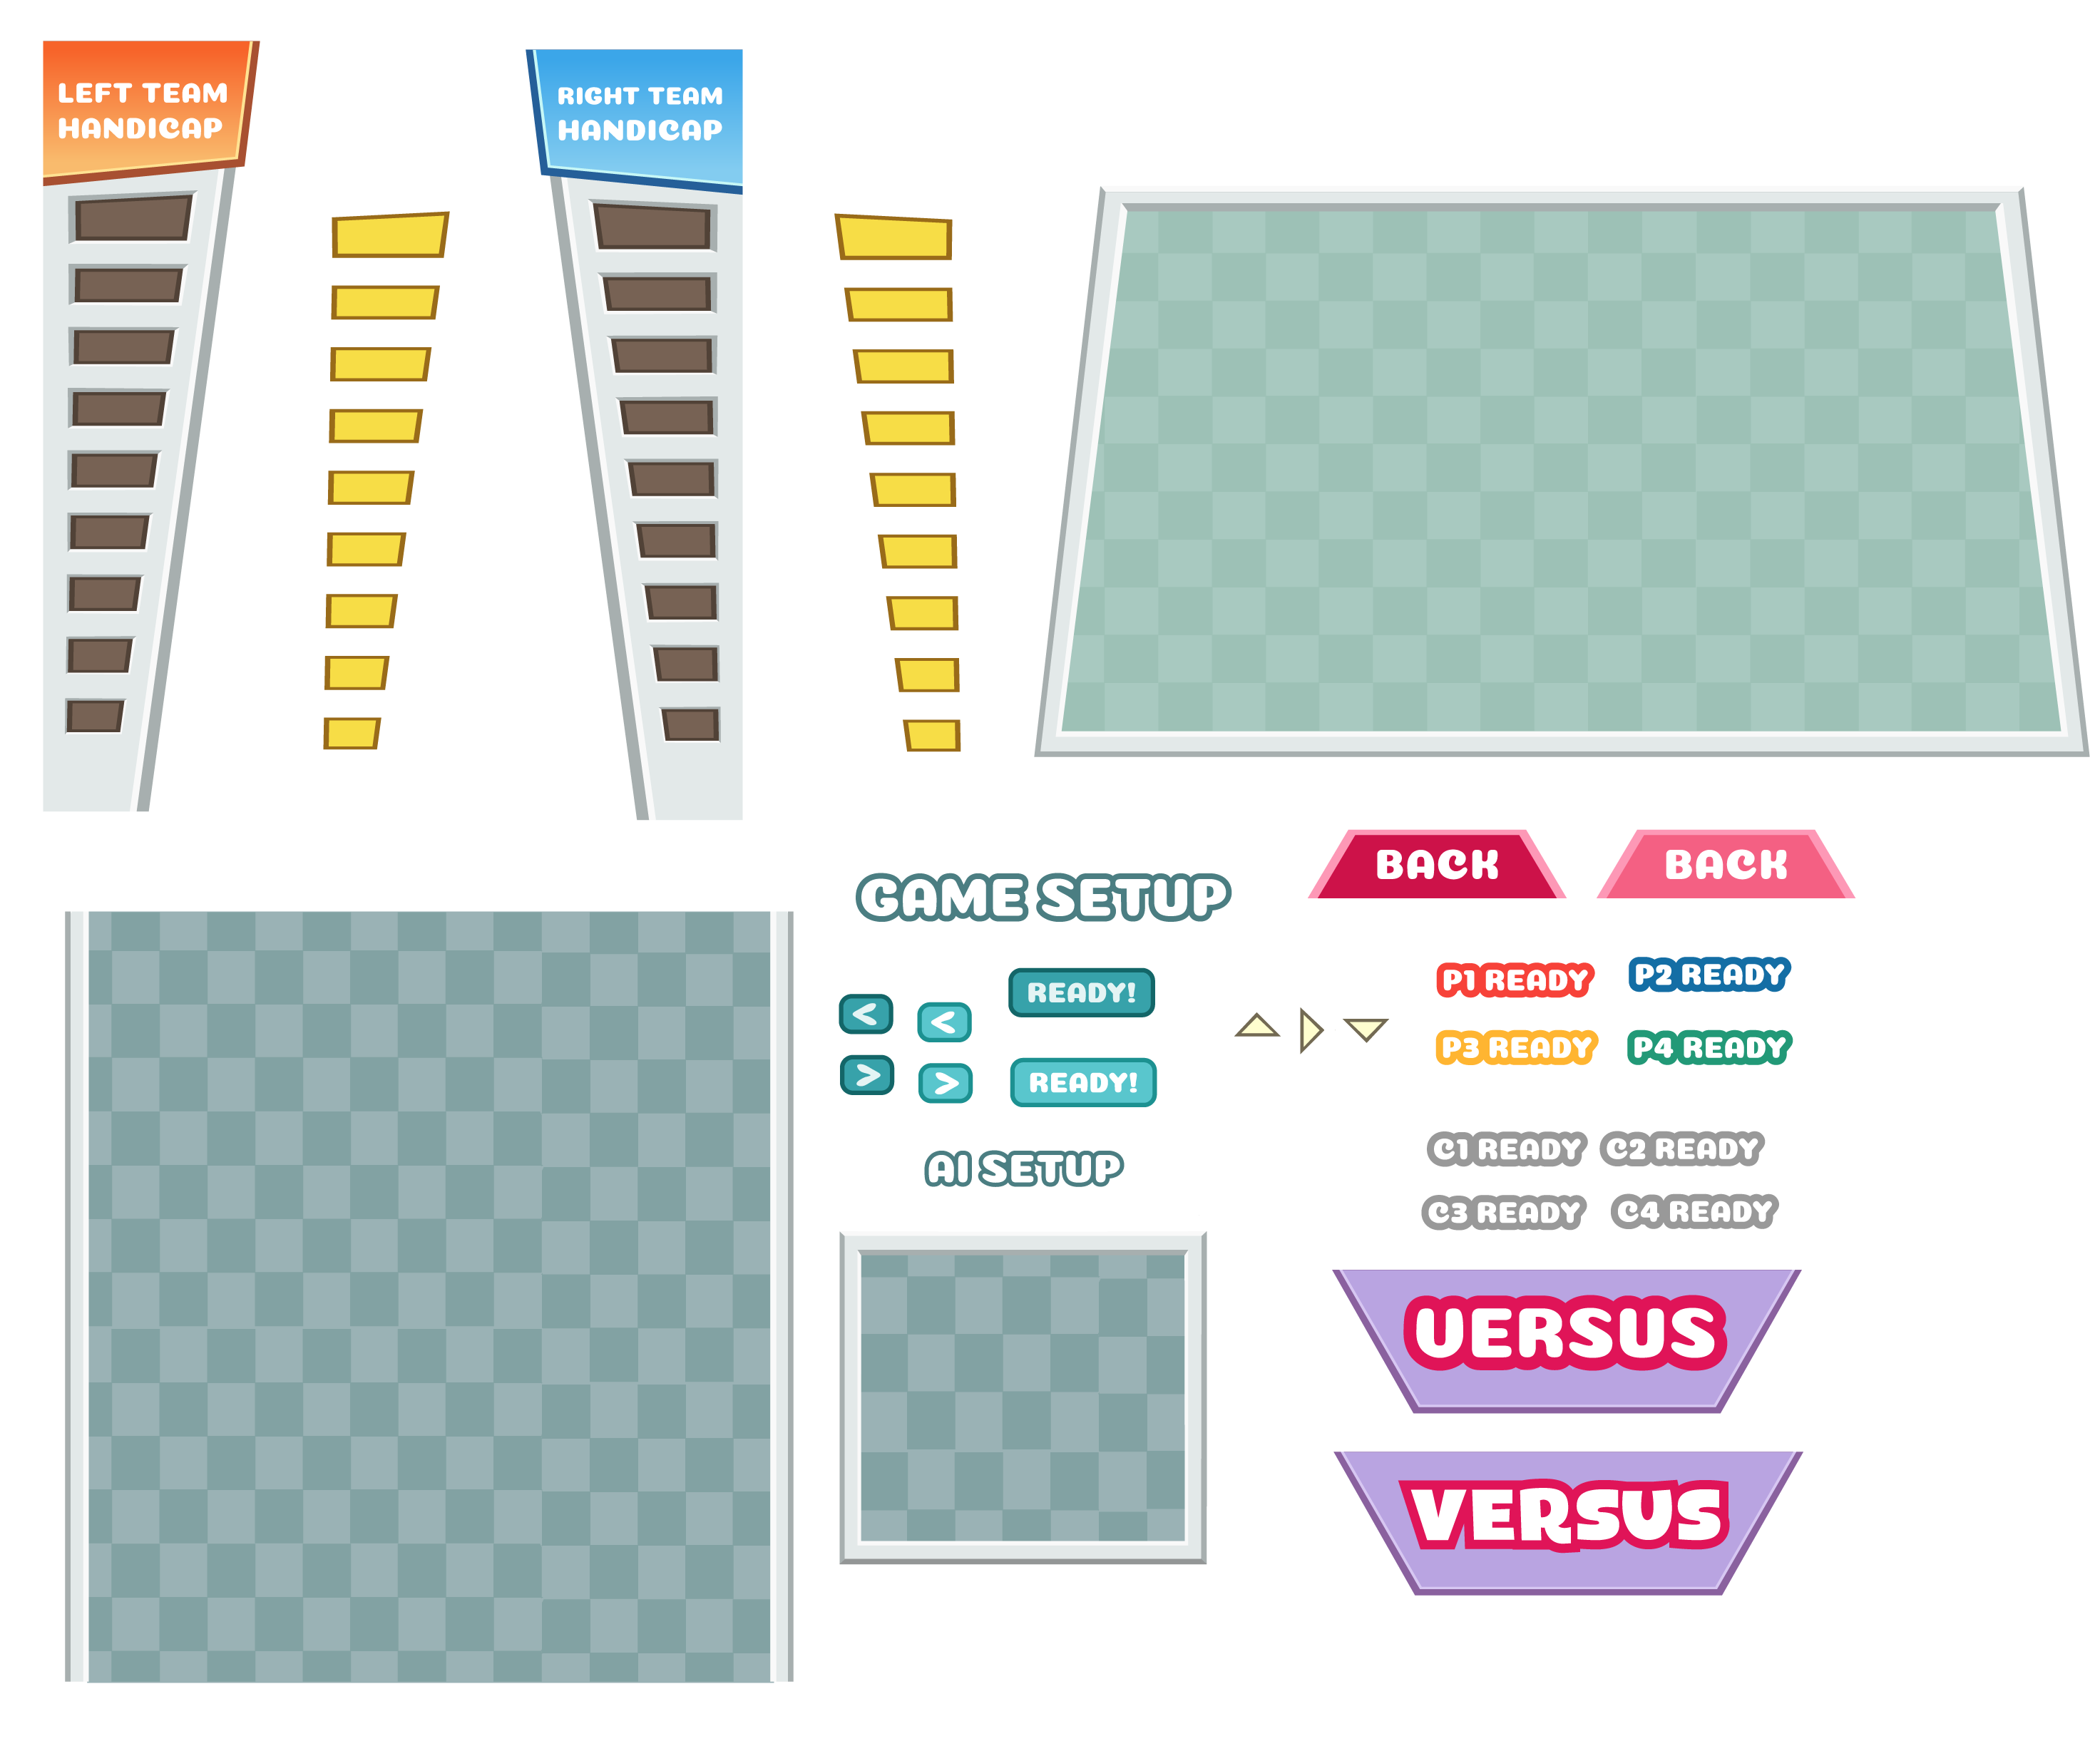 LEFT TEAM
HANDICAP
RIGHT TEAM
HANDICAP
BACK
BACK
GAME SETUP
P1 READY
P2 READY
READY!
<
<
P3 READY
P4 READY
>
>
READY!
C1 READY
C2 READY
AI SETUP
C3 READY
C4 READY
VERSUS
VERSUS